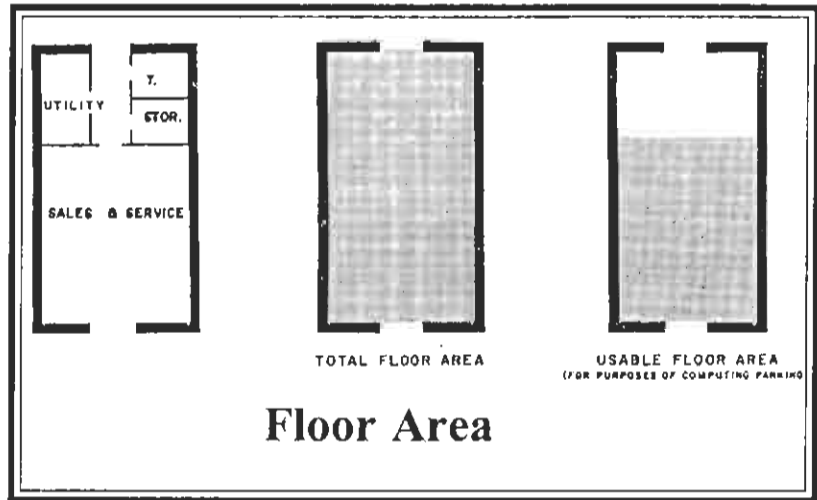 UTILITY
T.
STOR.
SALES & SERVICE
TOTAL FLOOR AREA
USABLE FLOOR AREA
(FOR PURPOSES OF COMPUTING PARKING
Floor Area